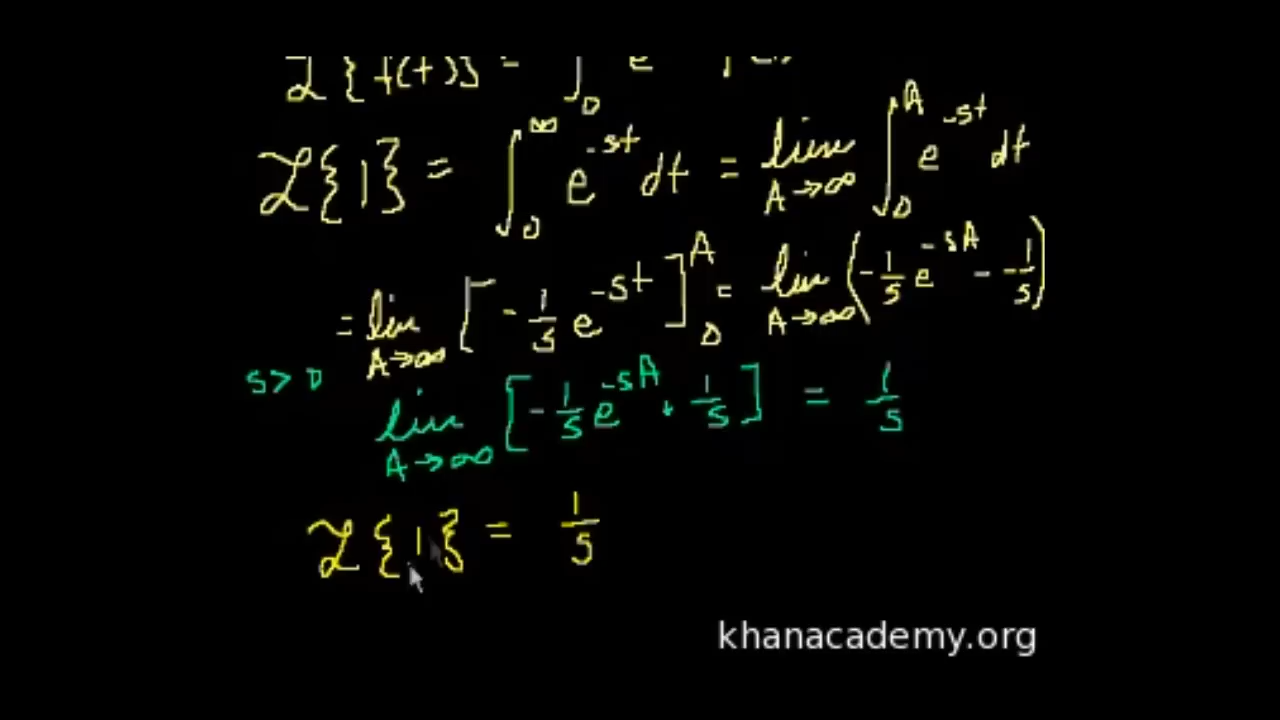 ℒ{f(t)} = ∫₀ e
ℒ{1} = ∫₀^∞ e^{-st} dt = lim_{A→∞} ∫₀^A e^{-st} dt
= lim_{A→∞} [-1/s e^{-st}]₀^A = lim_{A→∞} (-1/s e^{-sA} - -1/s)
s>0
lim_{A→∞} [-1/s e^{-sA} + 1/s] = 1/s
ℒ{1} = 1/s
khanacademy.org